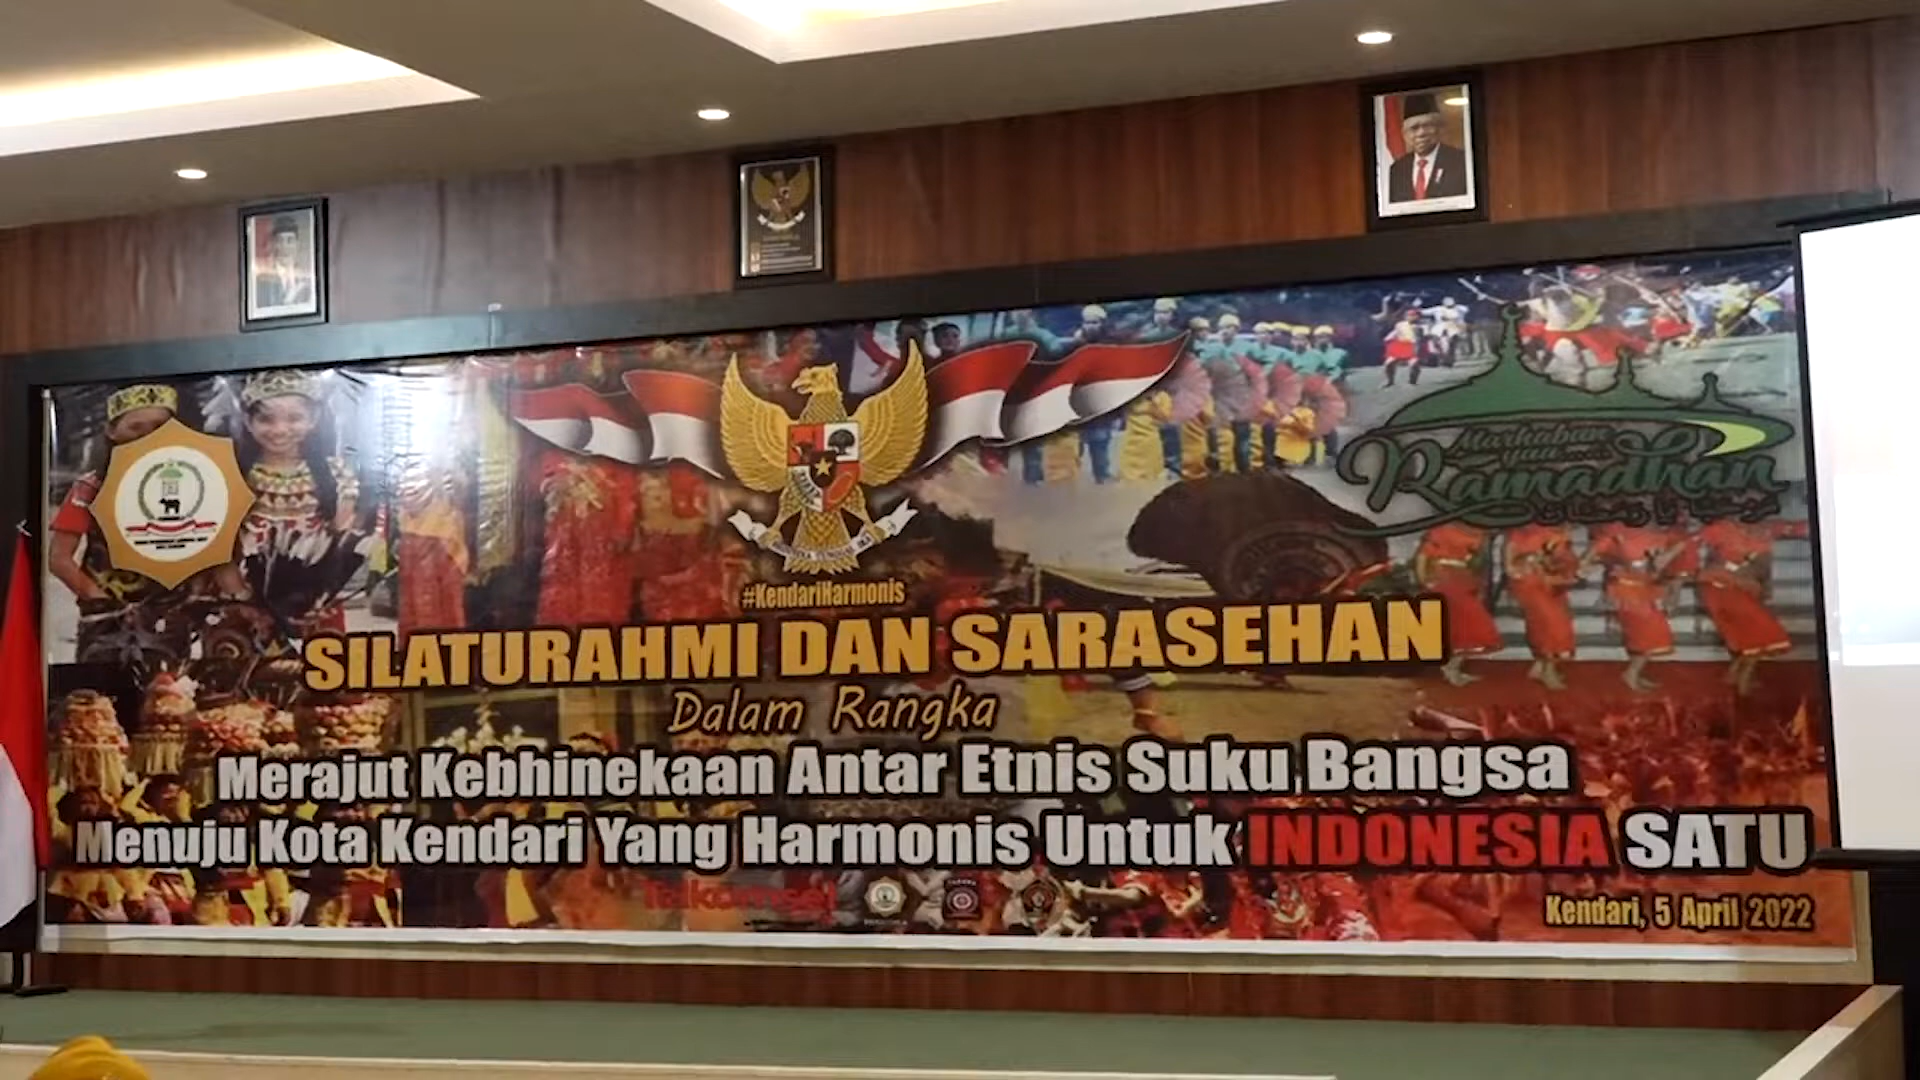 Marhaban
yaa
Ramadhan
#KendariHarmonis
SILATURAHMI DAN SARASEHAN
Dalam Rangka
Merajut Kebhinekaan Antar Etnis Suku Bangsa
Menuju Kota Kendari Yang Harmonis Untuk INDONESIA SATU
Telkomsel
Kendari, 5 April 2022